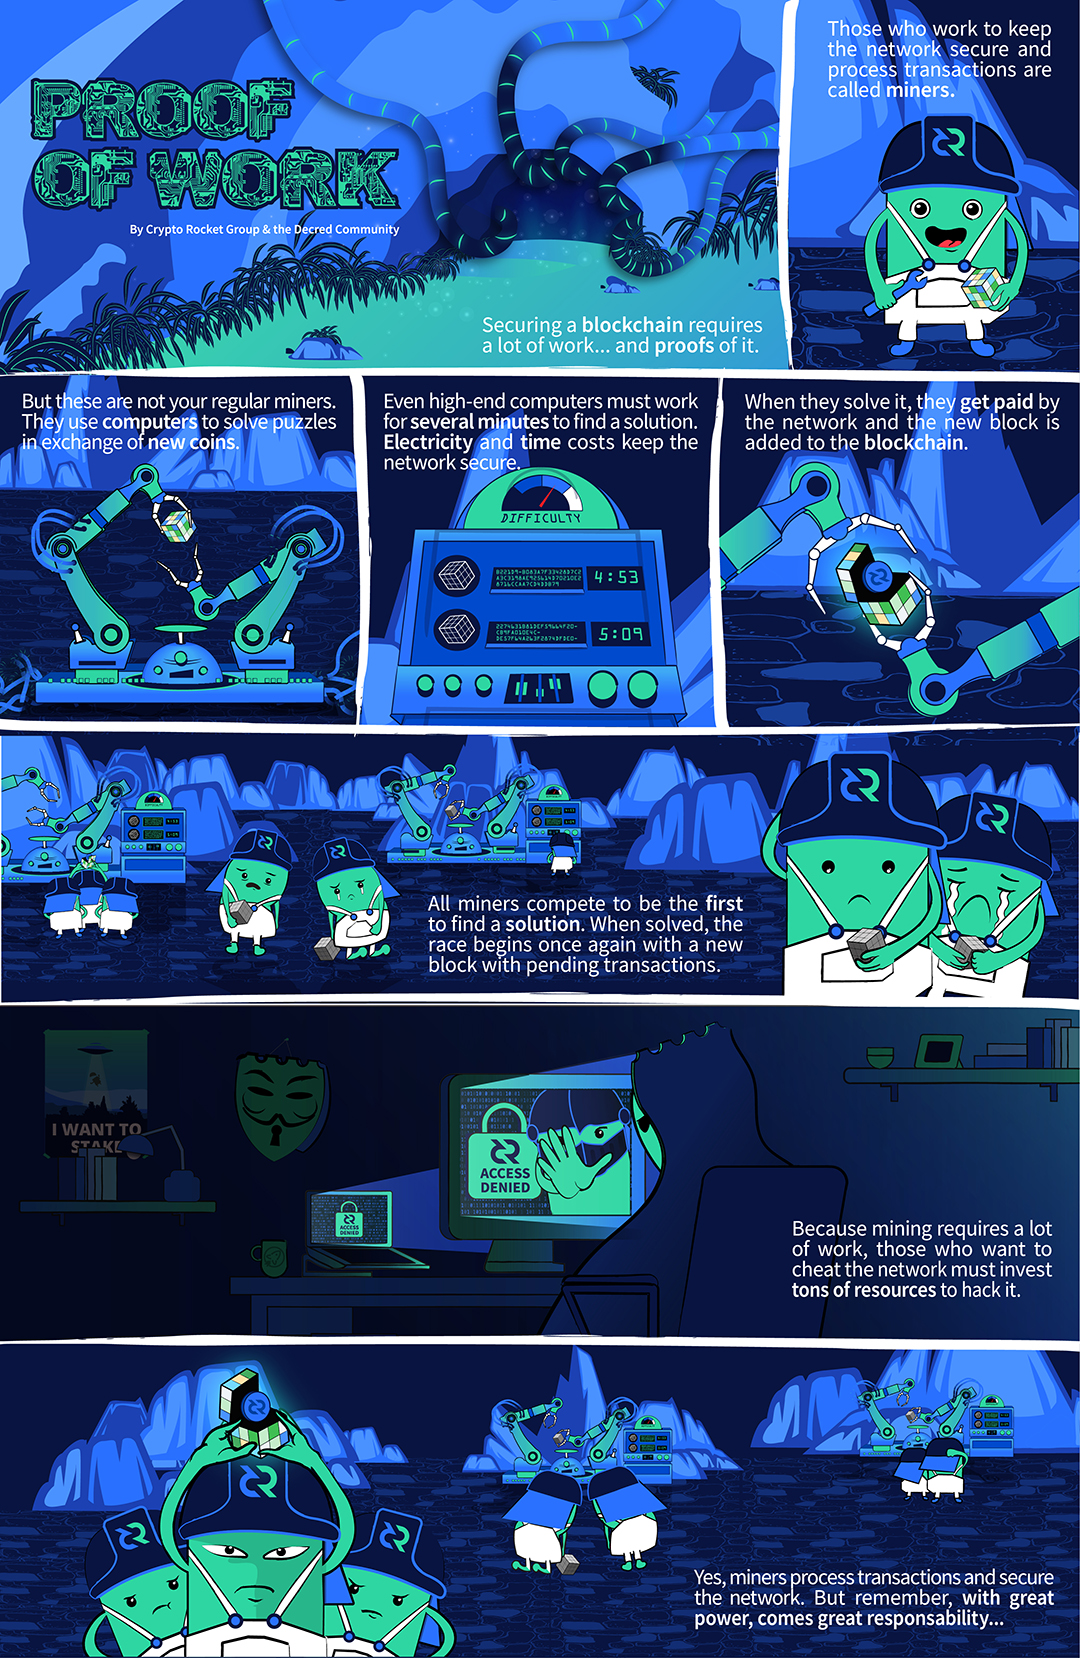 PROOF
OF WORK
By Crypto Rocket Group & the Decred Community
Securing a blockchain requires
a lot of work... and proofs of it.
Those who work to keep
the network secure and
process transactions are
called miners.
But these are not your regular miners.
They use computers to solve puzzles
in exchange of new coins.
Even high-end computers must work
for several minutes to find a solution.
Electricity and time costs keep the
network secure.
DIFFICULTY
4:53
5:09
When they solve it, they get paid by
the network and the new block is
added to the blockchain.
All miners compete to be the first
to find a solution. When solved, the
race begins once again with a new
block with pending transactions.
I WANT TO
STAKE
ACCESS
DENIED
ACCESS
DENIED
Because mining requires a lot
of work, those who want to
cheat the network must invest
tons of resources to hack it.
Yes, miners process transactions and secure
the network. But remember, with great
power, comes great responsability...